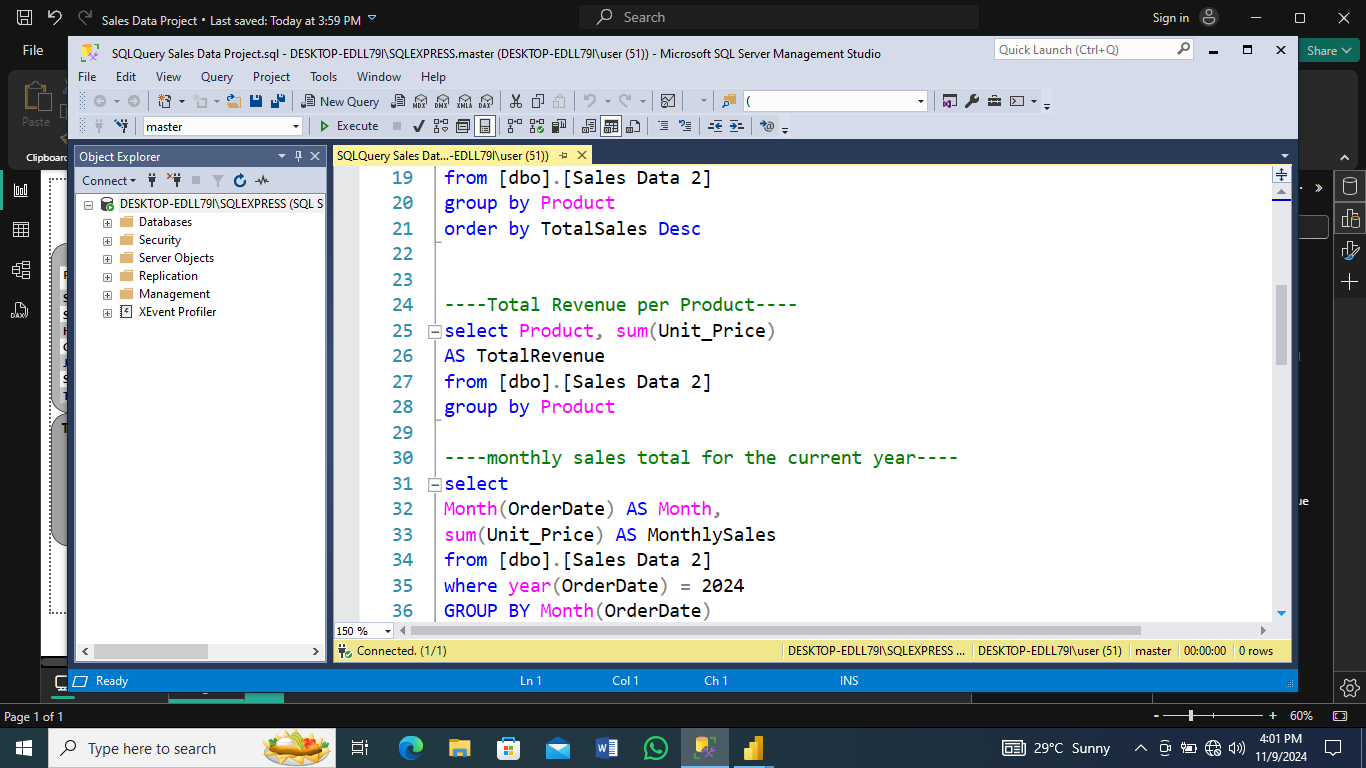 Sales Data Project • Last saved: Today at 3:59 PM
Search
Sign in
File
Share
SQLQuery Sales Data Project.sql - DESKTOP-EDLL79I\SQLEXPRESS.master (DESKTOP-EDLL79I\user (51)) - Microsoft SQL Server Management Studio
Quick Launch (Ctrl+Q)
File Edit View Query Project Tools Window Help
Paste
New Query
MDX DMX XMLA DAX
(
master
Execute
Clipboard
Object Explorer
SQLQuery Sales Dat...-EDLL79I\user (51))
Connect
DESKTOP-EDLL79I\SQLEXPRESS (SQL S
Databases
Security
Server Objects
Replication
Management
XEvent Profiler
19 from [dbo].[Sales Data 2]
20 group by Product
21 order by TotalSales Desc
22
23
24 ----Total Revenue per Product----
25 select Product, sum(Unit_Price)
26 AS TotalRevenue
27 from [dbo].[Sales Data 2]
28 group by Product
29
30 ----monthly sales total for the current year----
31 select
32 Month(OrderDate) AS Month,
33 sum(Unit_Price) AS MonthlySales
34 from [dbo].[Sales Data 2]
35 where year(OrderDate) = 2024
36 GROUP BY Month(OrderDate)
150 %
Connected. (1/1)
DESKTOP-EDLL79I\SQLEXPRESS ... DESKTOP-EDLL79I\user (51) master 00:00:00 0 rows
Ready
Ln 1 Col 1 Ch 1 INS
Page 1 of 1
- + 60%
Type here to search
29°C Sunny
4:01 PM
11/9/2024